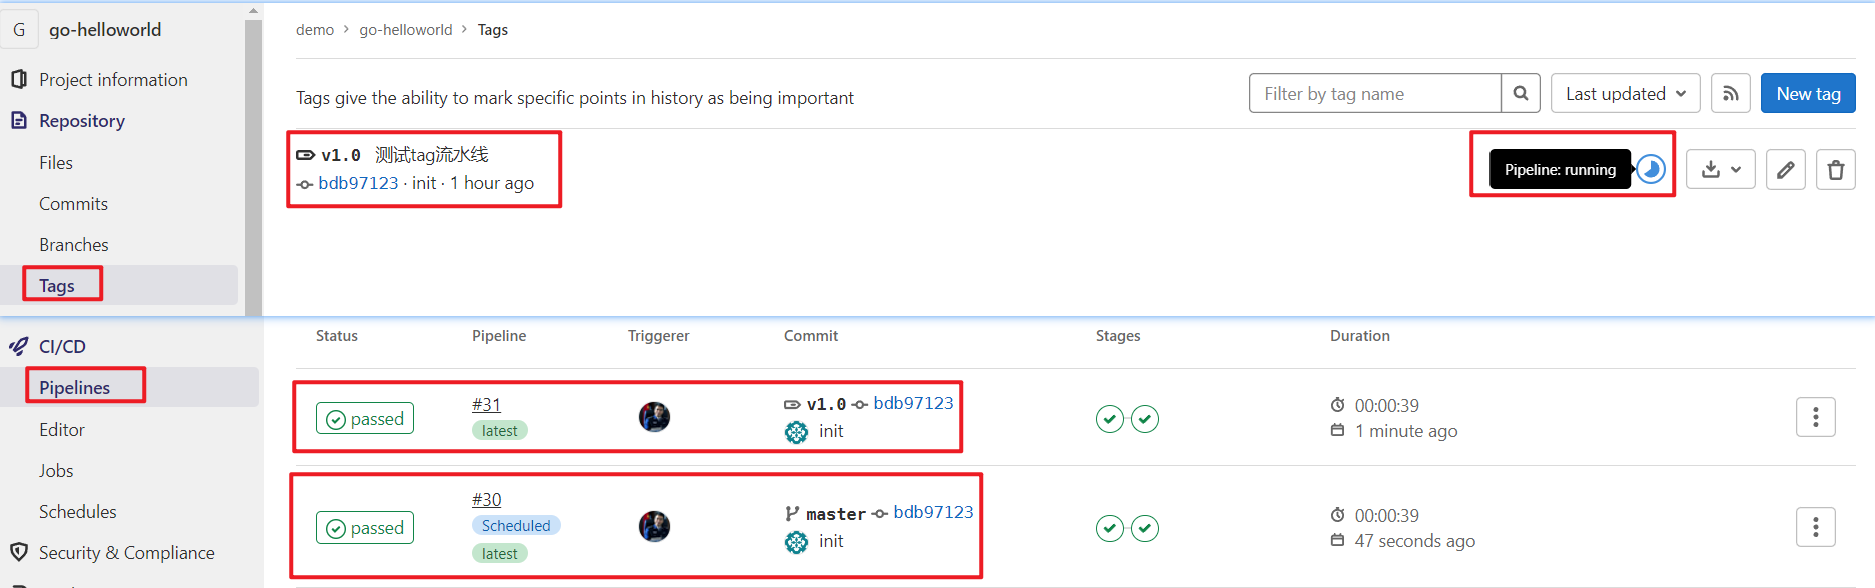 G go-helloworld
demo > go-helloworld > Tags
Project information
Repository
Files
Commits
Branches
Tags
Tags give the ability to mark specific points in history as being important
Filter by tag name
Last updated
New tag
v1.0 测试tag流水线
bdb97123 · init · 1 hour ago
Pipeline: running
CI/CD
Pipelines
Editor
Jobs
Schedules
Security & Compliance
Status Pipeline Triggerer Commit Stages Duration
passed
#31
latest
v1.0 bdb97123
init
00:00:39
1 minute ago
passed
#30
Scheduled
latest
master bdb97123
init
00:00:39
47 seconds ago